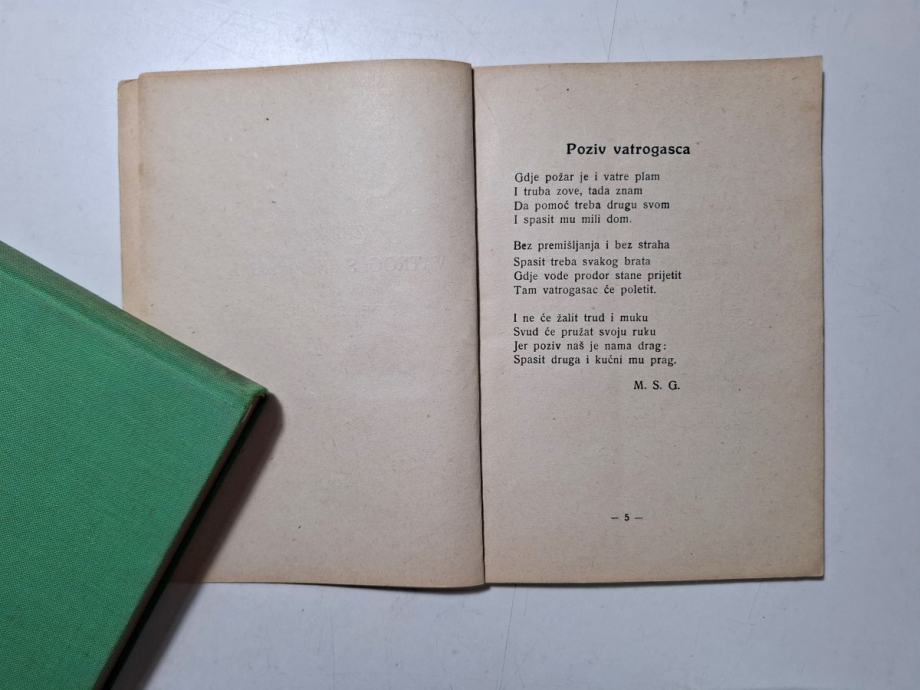 Poziv vatrogasca
Gdje požar je i vatre plam
I truba zove, tada znam
Da pomoć treba drugu svom
I spasit mu mili dom.
Bez premišljanja i bez straha
Spasit treba svakog brata
Gdje vode prodor stane prijetit
Tam vatrogasac će poletit.
I ne će žalit trud i muku
Svud će pružat svoju ruku
Jer poziv naš je nama drag:
Spasit druga i kućni mu prag.
M. S. G.
— 5 —